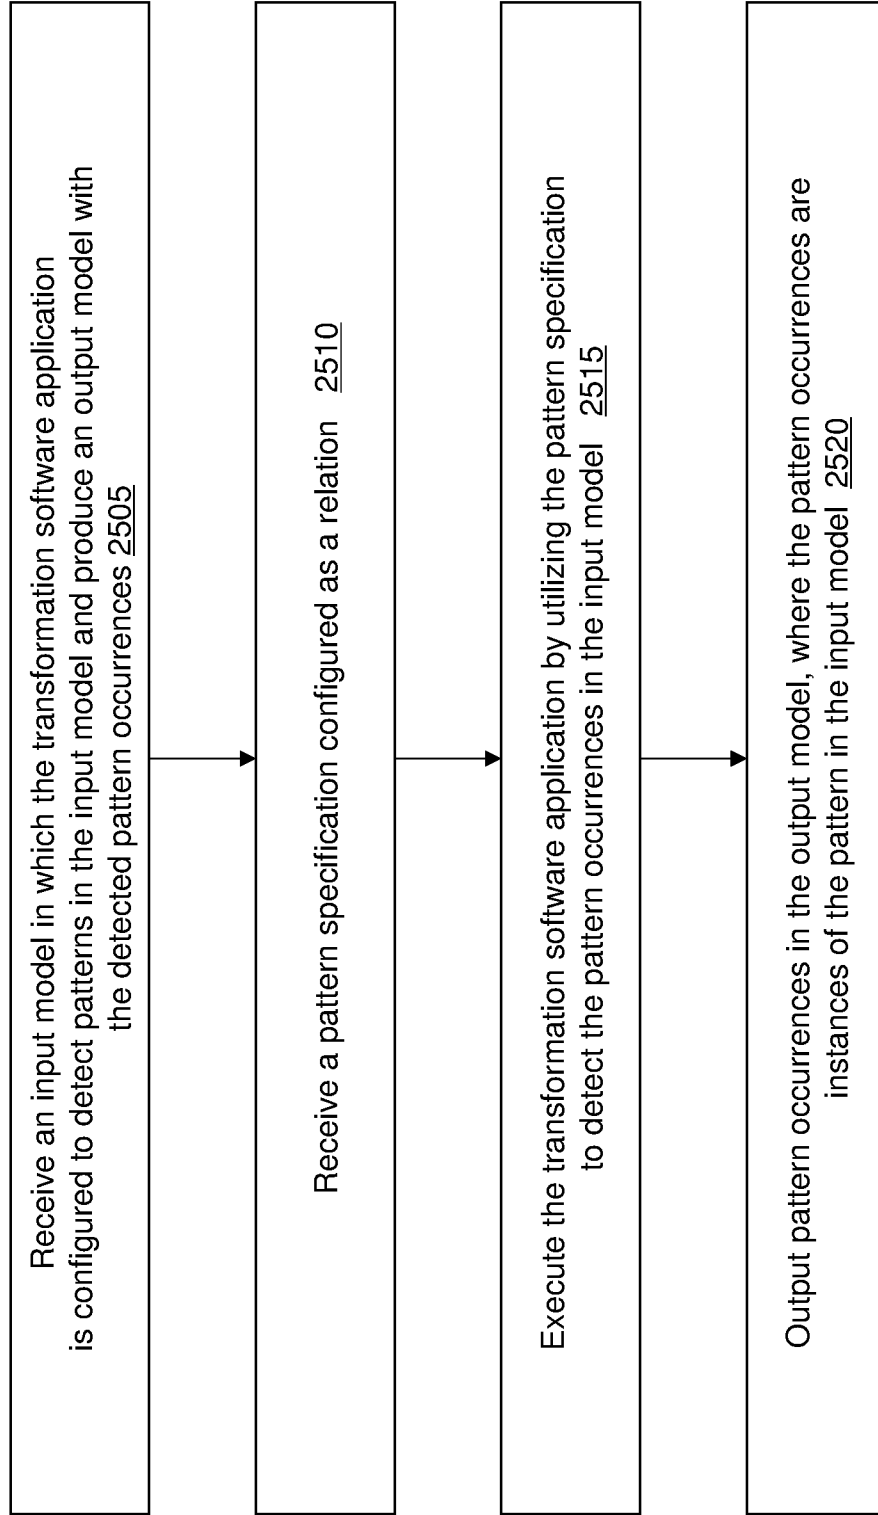 Receive an input model in which the transformation software application
is configured to detect patterns in the input model and produce an output model with
the detected pattern occurrences 2505
Receive a pattern specification configured as a relation 2510
Execute the transformation software application by utilizing the pattern specification
to detect the pattern occurrences in the input model 2515
Output pattern occurrences in the output model, where the pattern occurrences are
instances of the pattern in the input model 2520